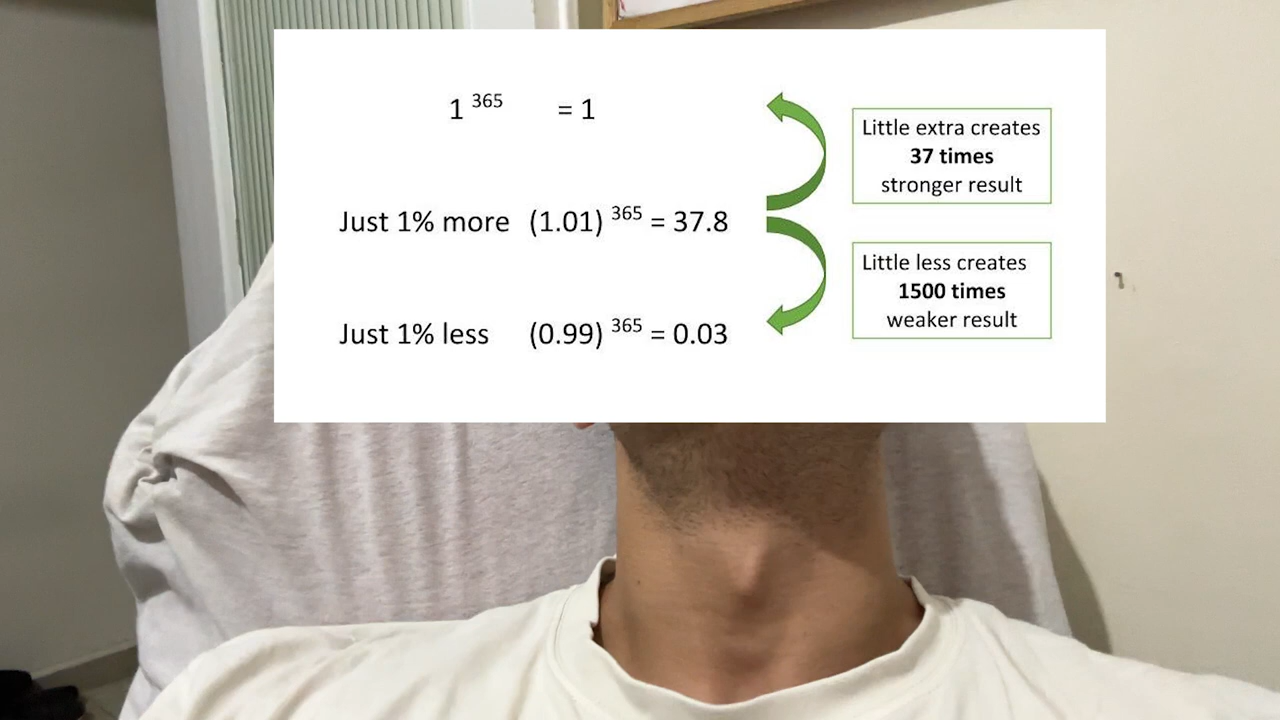 1 ³⁶⁵ = 1
Just 1% more (1.01) ³⁶⁵ = 37.8
Just 1% less (0.99) ³⁶⁵ = 0.03
Little extra creates
37 times
stronger result
Little less creates
1500 times
weaker result